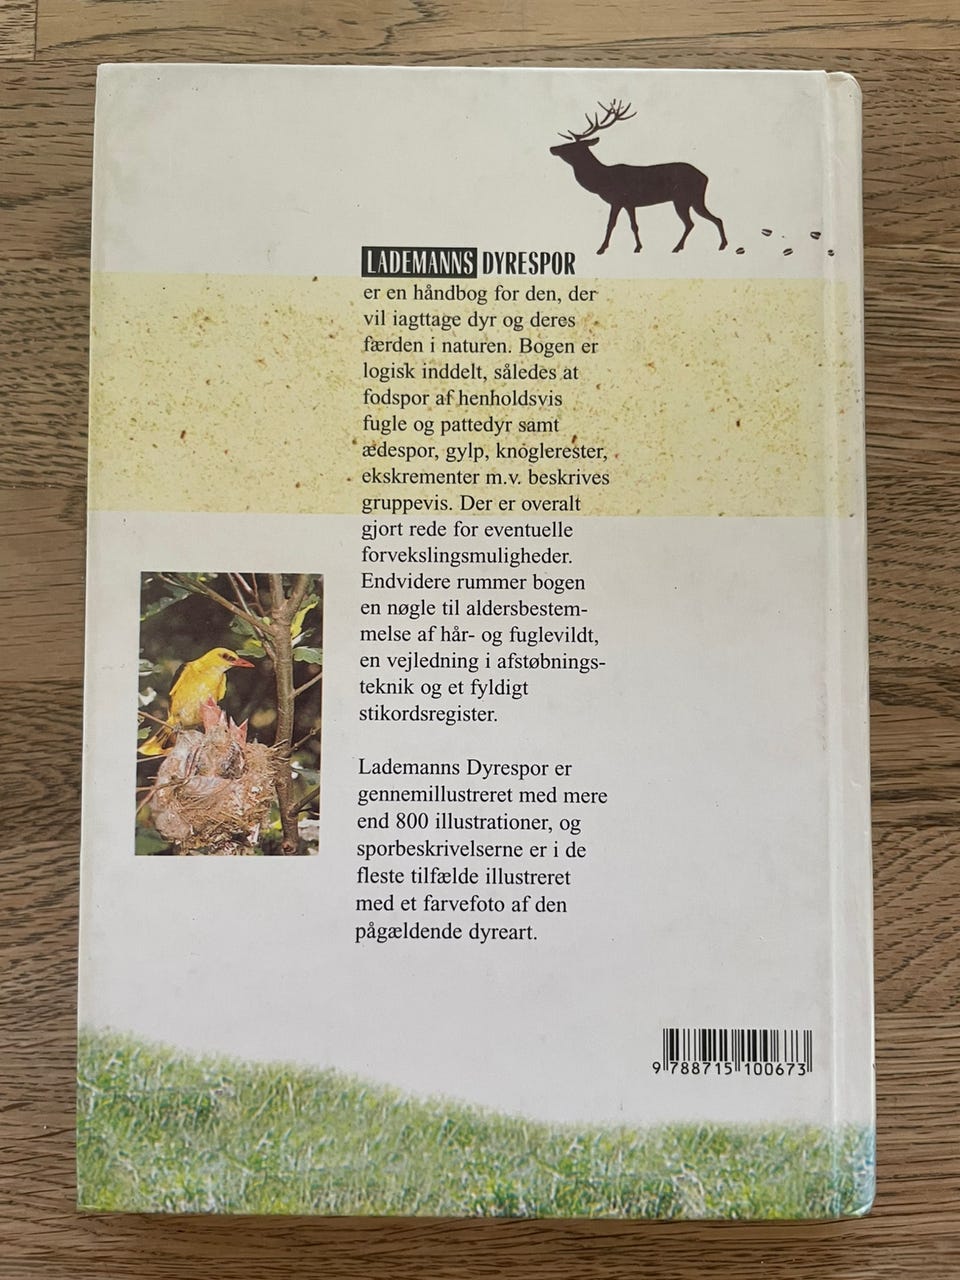 LADEMANNS DYRESPOR
er en håndbog for den, der
vil iagttage dyr og deres
færden i naturen. Bogen er
logisk inddelt, således at
fodspor af henholdsvis
fugle og pattedyr samt
ædespor, gylp, knoglerester,
ekskrementer m.v. beskrives
gruppevis. Der er overalt
gjort rede for eventuelle
forvekslingsmuligheder.
Endvidere rummer bogen
en nøgle til aldersbestem-
melse af hår- og fuglevildt,
en vejledning i afstøbnings-
teknik og et fyldigt
stikordsregister.
Lademanns Dyrespor er
gennemillustreret med mere
end 800 illustrationer, og
sporbeskrivelserne er i de
fleste tilfælde illustreret
med et farvefoto af den
pågældende dyreart.
9 788715 100673